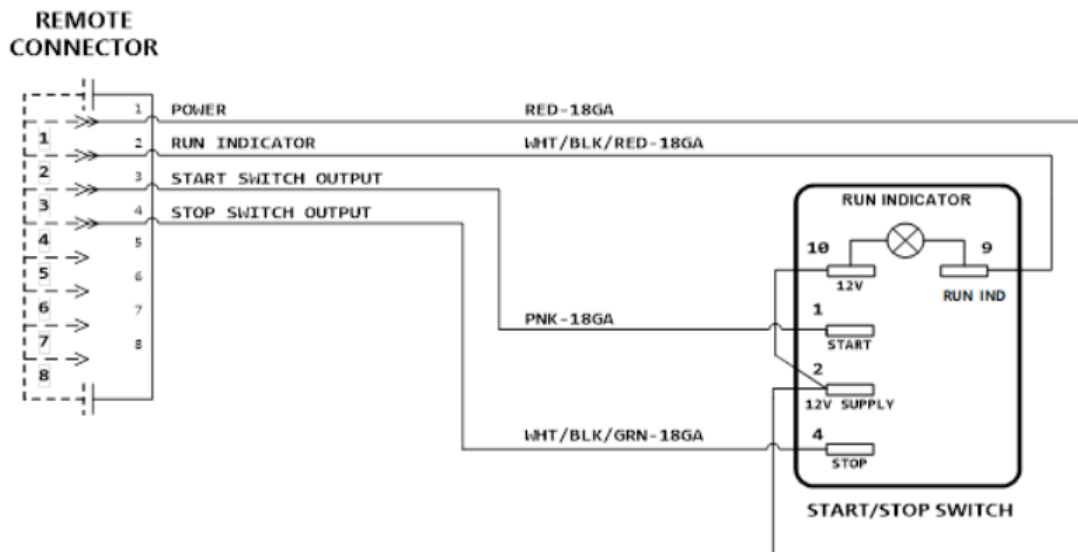 REMOTE
CONNECTOR
1 POWER RED-18GA
1
2 RUN INDICATOR WHT/BLK/RED-18GA
2
3 START SWITCH OUTPUT
3
4 STOP SWITCH OUTPUT
4
5
5
6
6
7
7
8
8
RUN INDICATOR
10 9
12V RUN IND
PNK-18GA
1
START
2
12V SUPPLY
WHT/BLK/GRN-18GA
4
STOP
START/STOP SWITCH